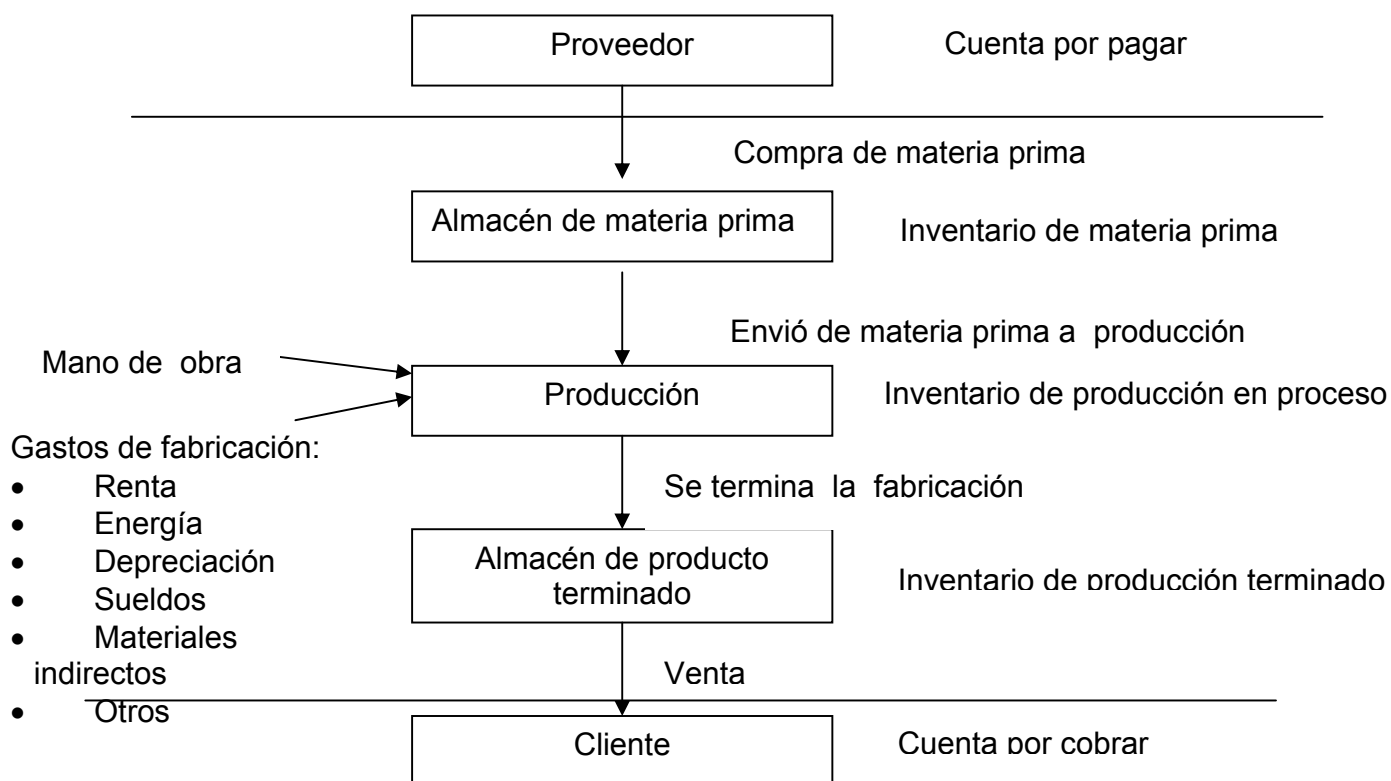 Proveedor
Cuenta por pagar
Compra de materia prima
Almacén de materia prima
Inventario de materia prima
Envió de materia prima a producción
Mano de obra
Producción
Inventario de producción en proceso
Gastos de fabricación:
• Renta
Se termina la fabricación
• Energía
• Depreciación
• Sueldos
• Materiales
indirectos
• Otros
Almacén de producto
terminado
Inventario de producción terminado
Venta
Cliente
Cuenta por cobrar